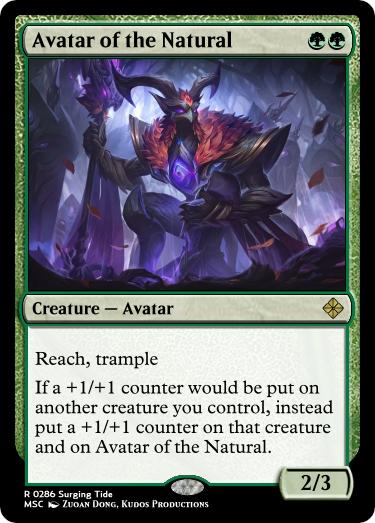 Avatar of the Natural
Creature — Avatar
Reach, trample
If a +1/+1 counter would be put on
another creature you control, instead
put a +1/+1 counter on that creature
and on Avatar of the Natural.
2/3
R 0286 Surging Tide
MSC Zuoan Dong, Kudos Productions